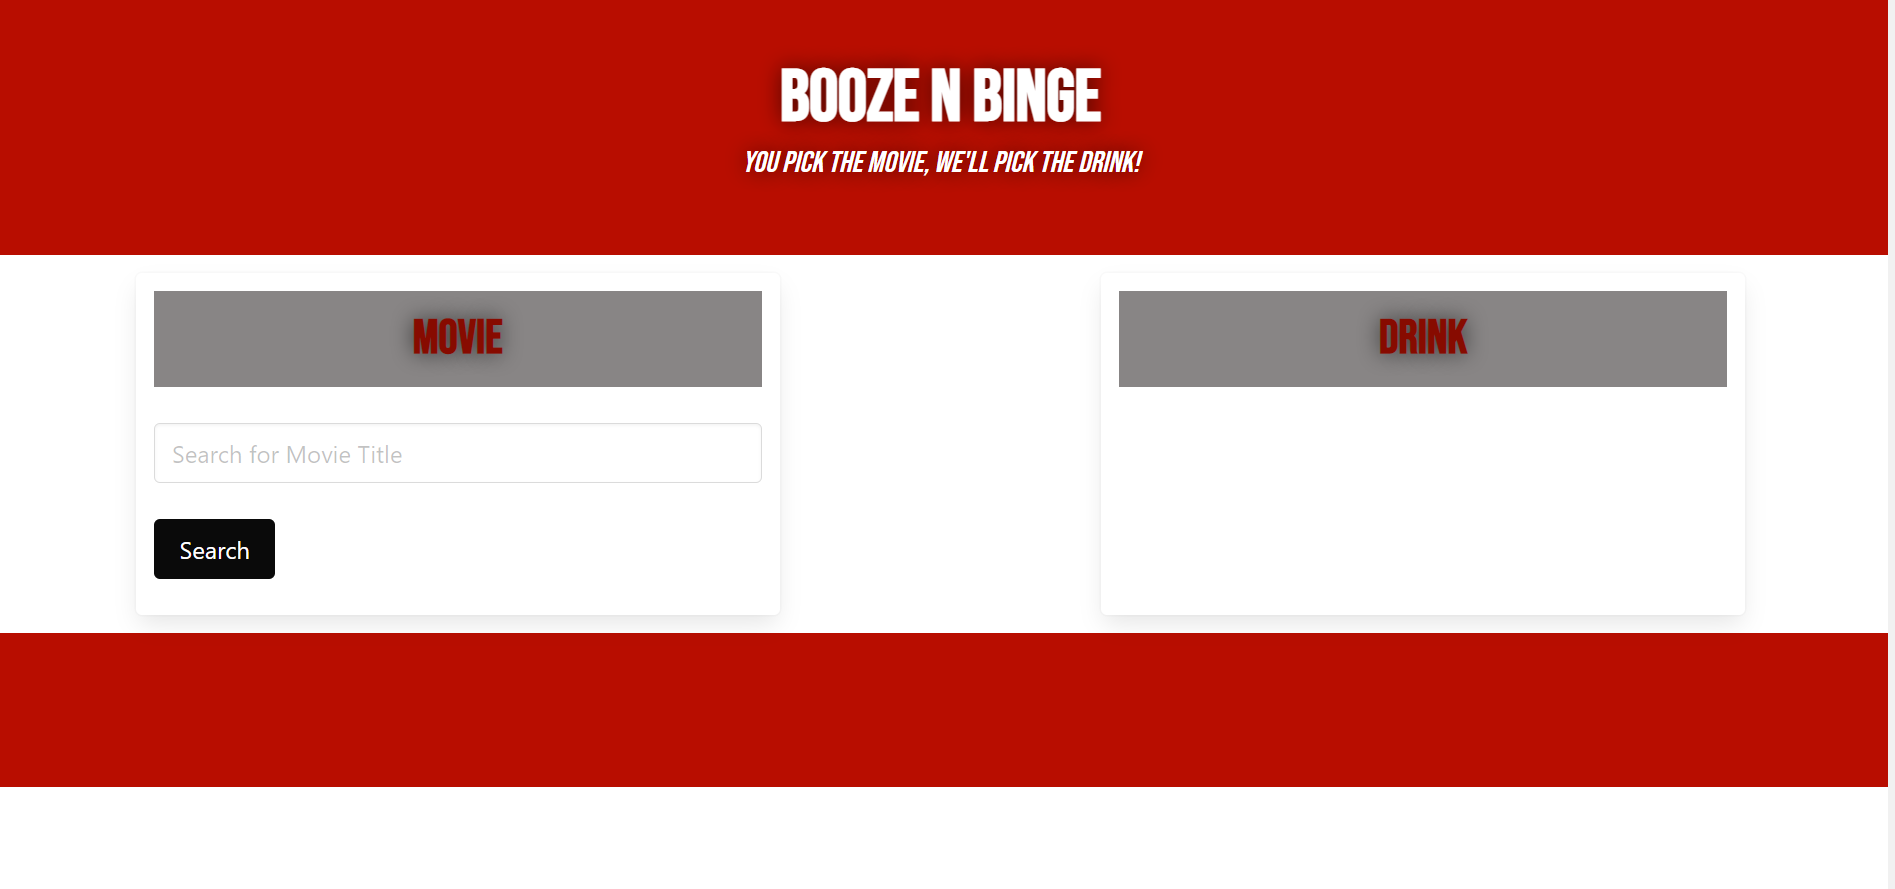 BOOZE N BINGE
YOU PICK THE MOVIE, WE'LL PICK THE DRINK!
MOVIE
DRINK
Search for Movie Title
Search